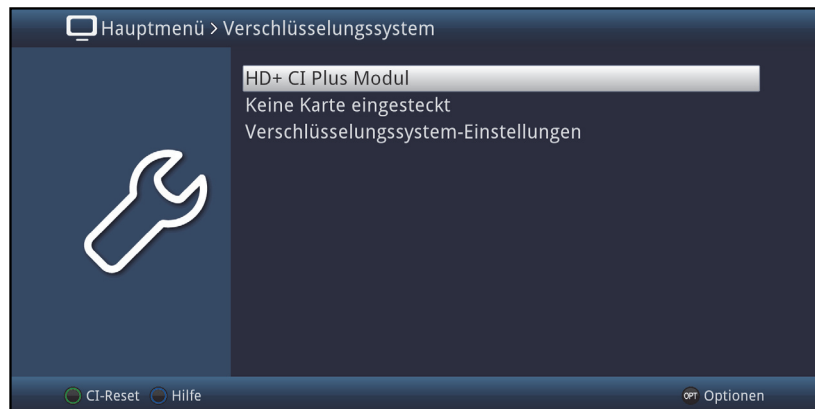 Hauptmenü > Verschlüsselungssystem
HD+ CI Plus Modul
Keine Karte eingesteckt
Verschlüsselungssystem-Einstellungen
CI-Reset Hilfe OPT Optionen